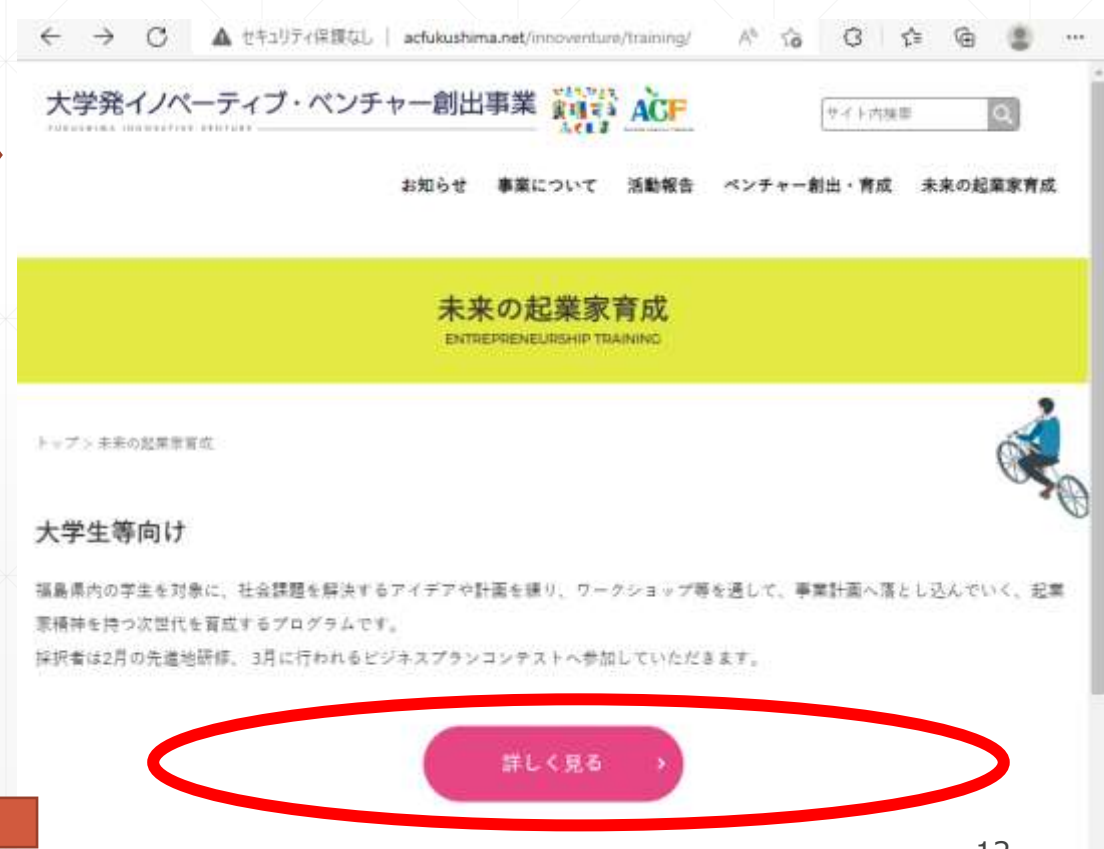 セキュリティ保護なし | acfukushima.net/innoventure/training/
大学発イノベーティブ・ベンチャー創出事業
FUKUSHIMA INNOVATIVE VENTURE
実現する
ふくしま
ACF
サイト内検索
お知らせ 事業について 活動報告 ベンチャー創出・育成 未来の起業家育成
未来の起業家育成
ENTREPRENEURSHIP TRAINING
トップ > 未来の起業家育成
大学生等向け
福島県内の学生を対象に、社会課題を解決するアイデアや計画を練り、ワークショップ等を通して、事業計画へ落とし込んでいく、起業
家精神を持つ次世代を育成するプログラムです。
採択者は2月の先進地研修、3月に行われるビジネスプランコンテストへ参加していただきます。
詳しく見る